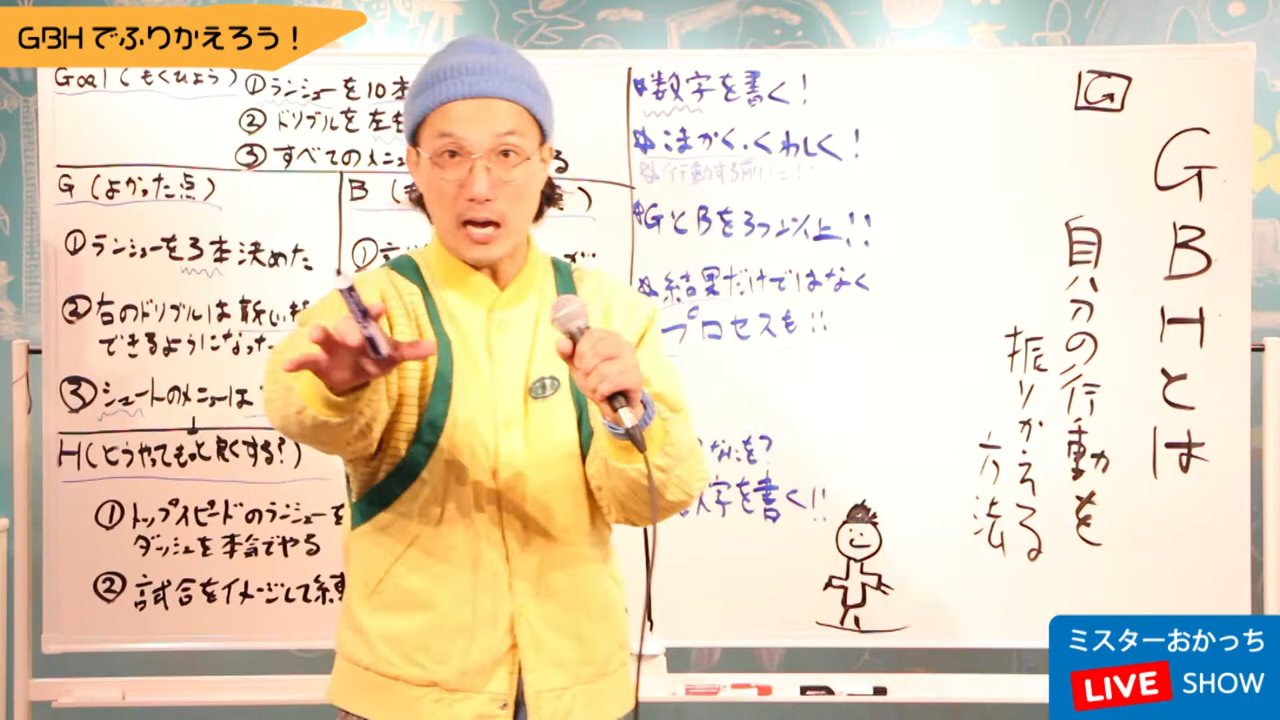 GBHでふりかえろう！
Goal(もくひょう)
①ランシューを10本
②ドリブルを左右
③すべてのメニュー
る
G(よかった点)
①ランシューを3本決めた
②右のドリブルは新しい
できるようになった
③シュートのメニューは
B(
)
①
が…
H(どうやってもっと良くする?)
①トップスピードのランシューを
ダッシュを本気でやる
②試合をイメージして練
数字を書く!
こまかく・くわしく!
行動する前に!!
GとBを3つ以上!!
結果だけではなく
プロセスも!!
なにを?
数字を書く!!
G
GBHとは
自分の行動を
振りかえる
方法
ミスターおかっち
LIVE SHOW